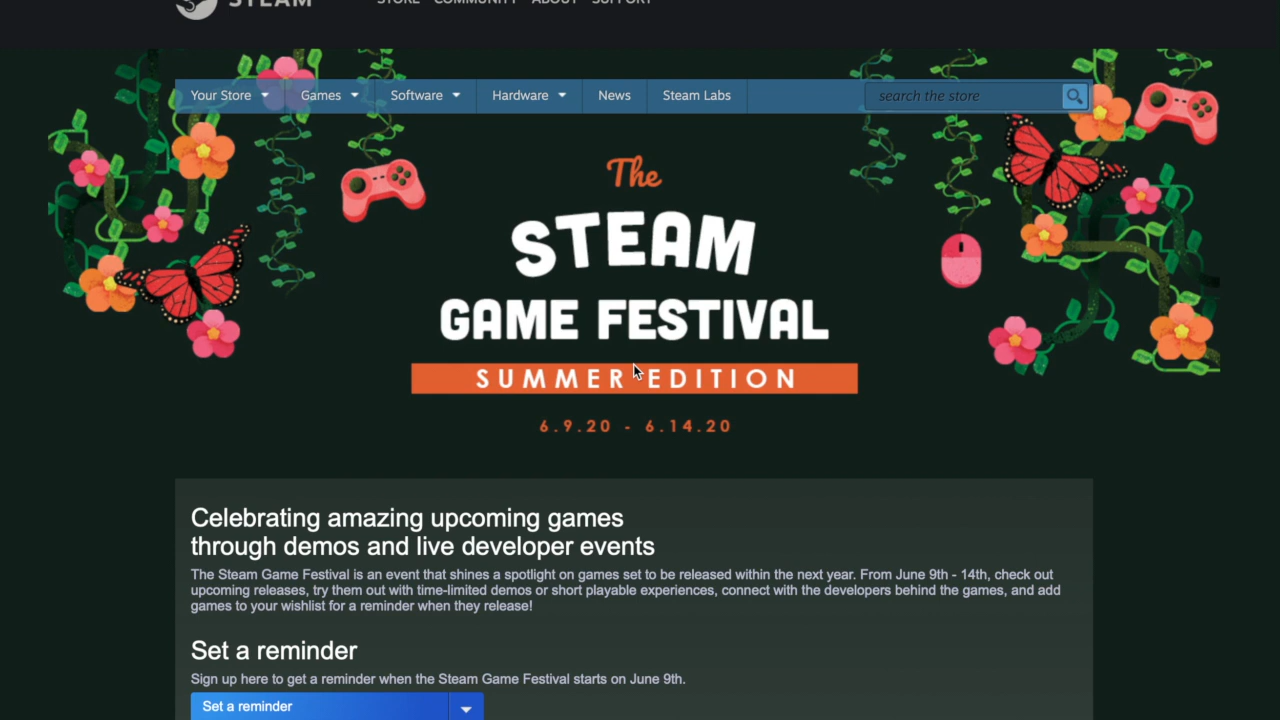 STEAM
STORE COMMUNITY ABOUT SUPPORT
Your Store Games Software Hardware News Steam Labs search the store
The
STEAM
GAME FESTIVAL
SUMMER EDITION
6.9.20 - 6.14.20
Celebrating amazing upcoming games
through demos and live developer events
The Steam Game Festival is an event that shines a spotlight on games set to be released within the next year. From June 9th - 14th, check out
upcoming releases, try them out with time-limited demos or short playable experiences, connect with the developers behind the games, and add
games to your wishlist for a reminder when they release!
Set a reminder
Sign up here to get a reminder when the Steam Game Festival starts on June 9th.
Set a reminder